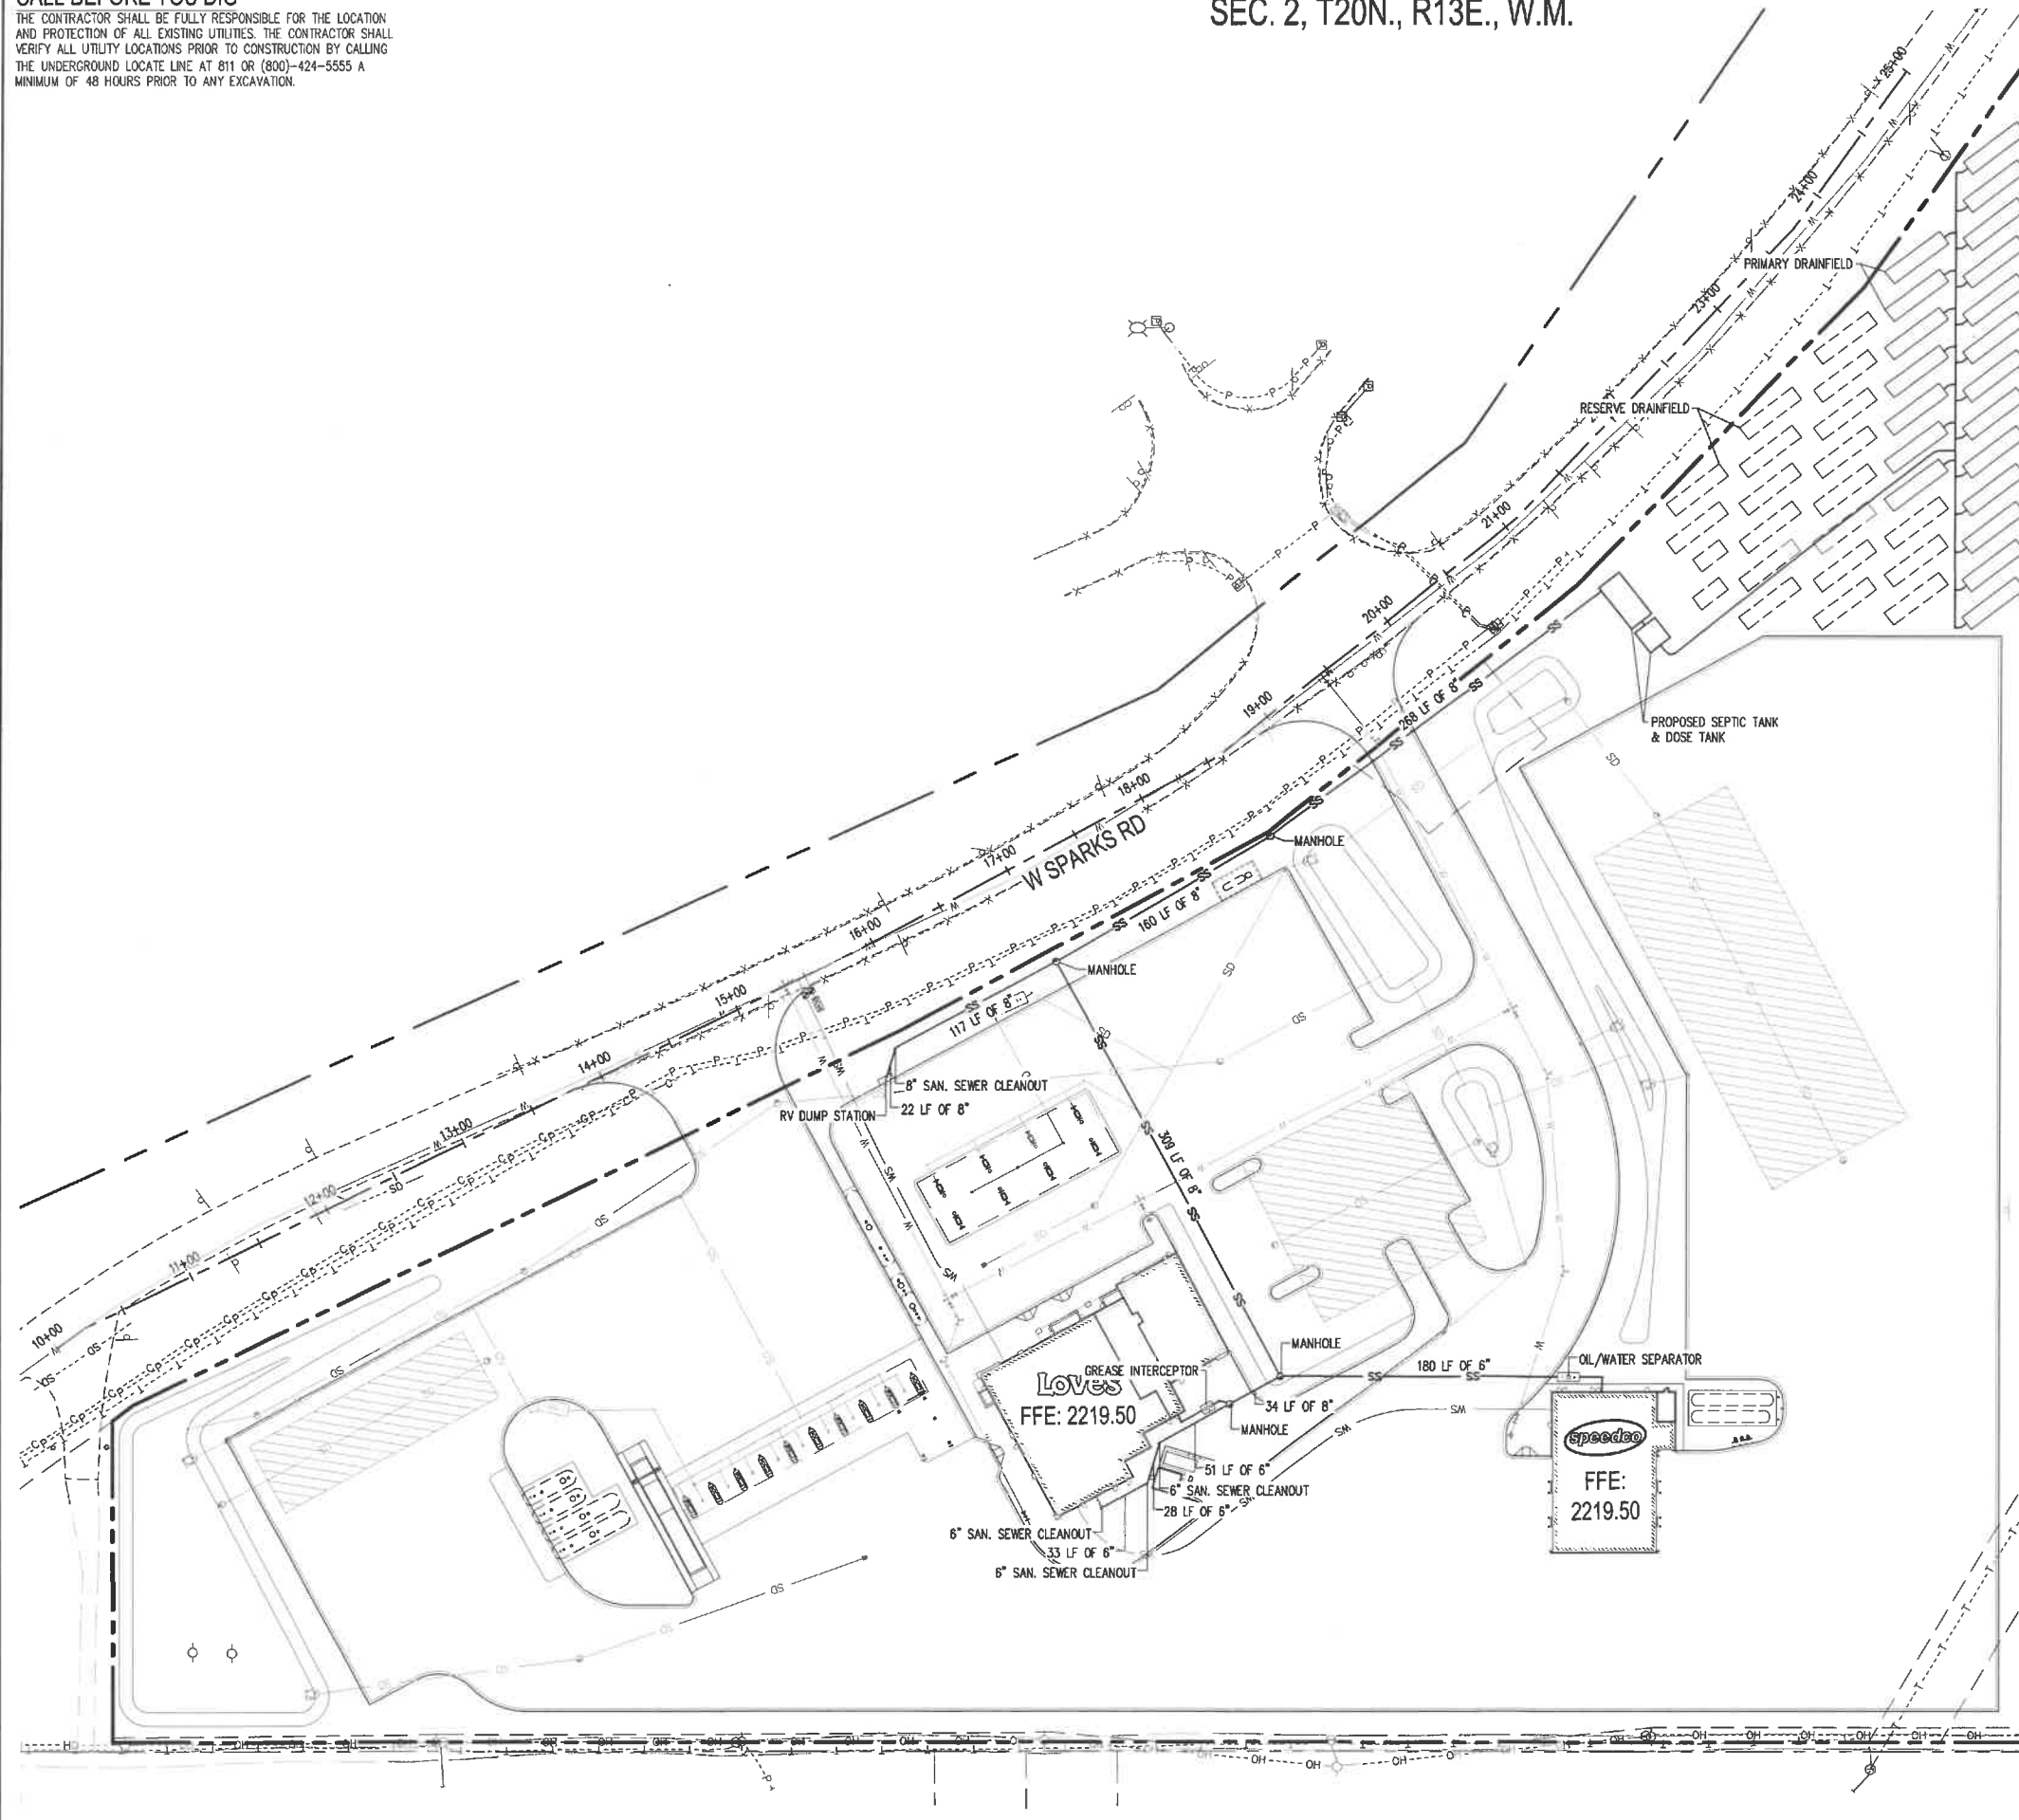 THE CONTRACTOR SHALL BE FULLY RESPONSIBLE FOR THE LOCATION
AND PROTECTION OF ALL EXISTING UTILITIES. THE CONTRACTOR SHALL
VERIFY ALL UTILITY LOCATIONS PRIOR TO CONSTRUCTION BY CALLING
THE UNDERGROUND LOCATE LINE AT 811 OR (800)-424-5555 A
MINIMUM OF 48 HOURS PRIOR TO ANY EXCAVATION.
SEC. 2, T20N., R13E., W.M.
25+00
24+00
PRIMARY DRAINFIELD
23+00
RESERVE DRAINFIELD
21+00
20+00
19+00
268 LF OF 8"
PROPOSED SEPTIC TANK
& DOSE TANK
18+00
17+00
W SPARKS RD
MANHOLE
160 LF OF 8"
16+00
MANHOLE
15+00
117 LF OF 8"
14+00
8" SAN. SEWER CLEANOUT
RV DUMP STATION
22 LF OF 8"
13+00
309 LF OF 8"
12+00
11+00
10+00
MANHOLE
180 LF OF 6"
OIL/WATER SEPARATOR
GREASE INTERCEPTOR
LOVES
FFE: 2219.50
34 LF OF 8"
MANHOLE
speedco
FFE:
2219.50
51 LF OF 6"
6" SAN. SEWER CLEANOUT
28 LF OF 6"
6" SAN. SEWER CLEANOUT
33 LF OF 6"
6" SAN. SEWER CLEANOUT